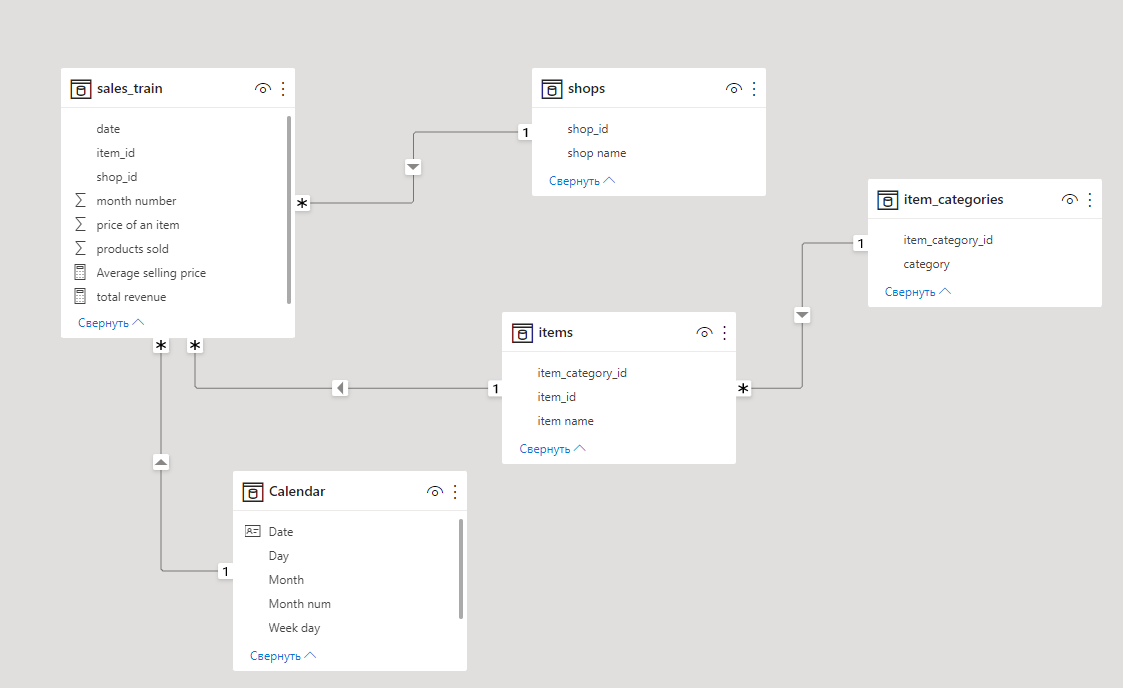 sales_train
date
item_id
shop_id
month number
price of an item
products sold
Average selling price
total revenue
Свернуть
*
*
*
shops
shop_id
shop name
Свернуть
1
item_categories
item_category_id
category
Свернуть
1
items
item_category_id
item_id
item name
Свернуть
1
*
Calendar
Date
Day
Month
Month num
Week day
Свернуть
1